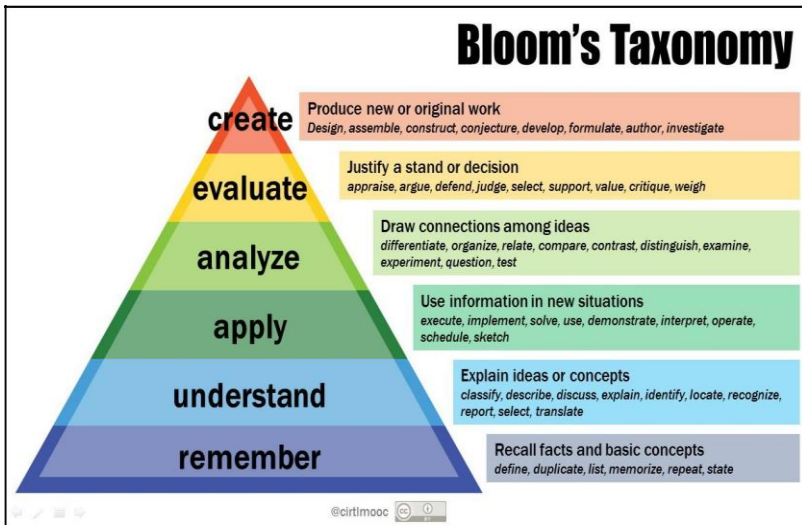 Bloom's Taxonomy
create
Produce new or original work
Design, assemble, construct, conjecture, develop, formulate, author, investigate
evaluate
Justify a stand or decision
appraise, argue, defend, judge, select, support, value, critique, weigh
analyze
Draw connections among ideas
differentiate, organize, relate, compare, contrast, distinguish, examine,
experiment, question, test
apply
Use information in new situations
execute, implement, solve, use, demonstrate, interpret, operate,
schedule, sketch
understand
Explain ideas or concepts
classify, describe, discuss, explain, identify, locate, recognize,
report, select, translate
remember
Recall facts and basic concepts
define, duplicate, list, memorize, repeat, state
@cirtlmooc
cc
BY